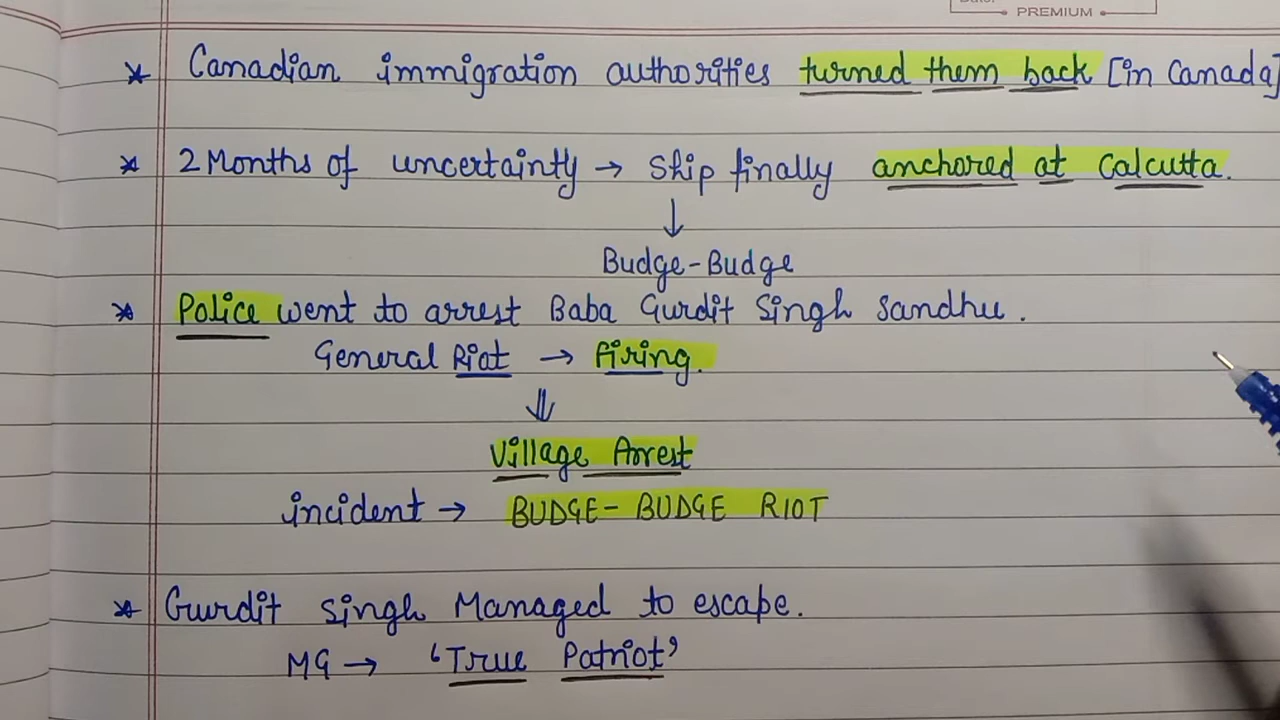 PREMIUM
* Canadian immigration authorities turned them back [in Canada]
* 2 Months of uncertainty → Ship finally anchored at Calcutta.
↓
Budge-Budge
* Police went to arrest Baba Gurdit Singh Sandhu.
General Riot → firing.
⇓
Village Arrest
incident → BUDGE-BUDGE RIOT
* Gurdit Singh Managed to escape.
MG → 'True Patriot'